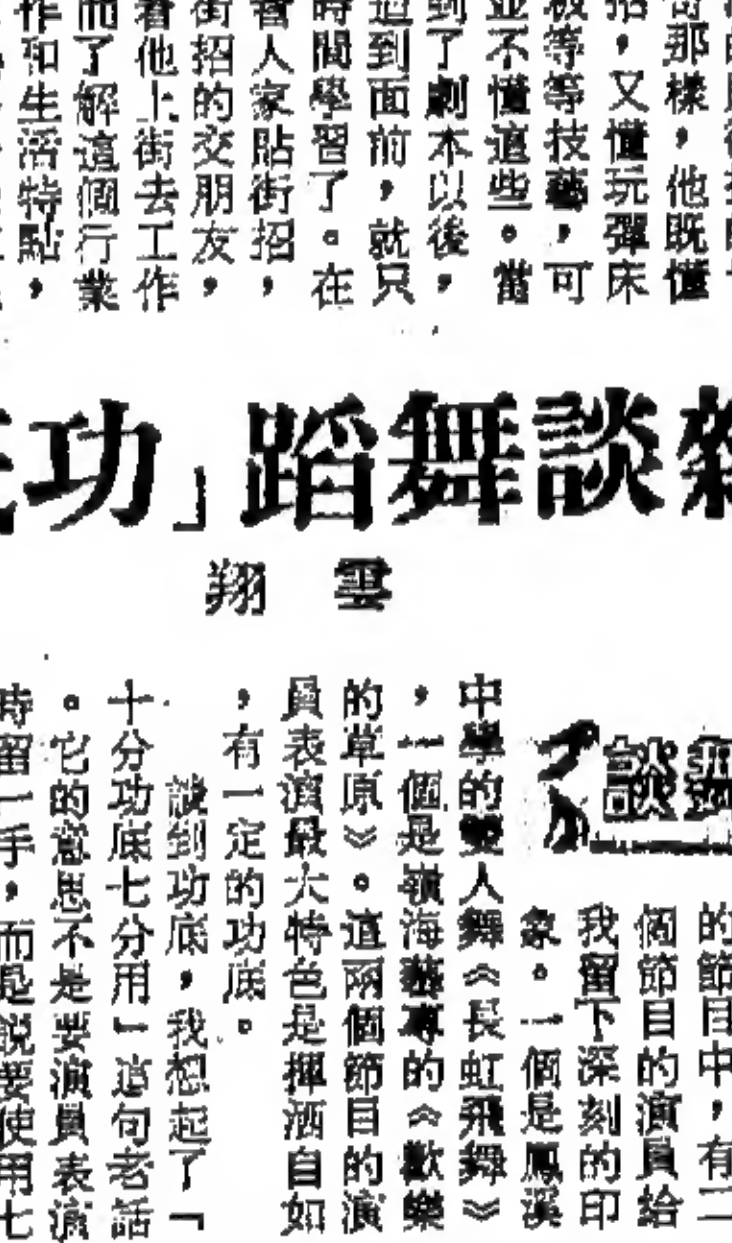 那樣，他既懂
招，又懂玩彈床
等等技藝，可
並不懂這些。當
到了劇本以後，
到面前，就只
時間學習了。在
人家貼街招，
街招的交朋友，
着他上街去工作
而了解這個行業
作和生活特點，
談舞蹈「功
雲翔
舞談
的節目中，有二
個節目的演員給
我留下深刻的印
象。一個是鳳溪
中學的雙人舞《長虹飛舞》
，一個是嶺海藝專的《歡樂
的草原》。這兩個節目的演
員表演最大特色是揮洒自如
，有一定的功底。
談到功底，我想起了「
十分功底七分用」這句老話
。它的意思不是要演員表演
時留一手，而是說要使用七